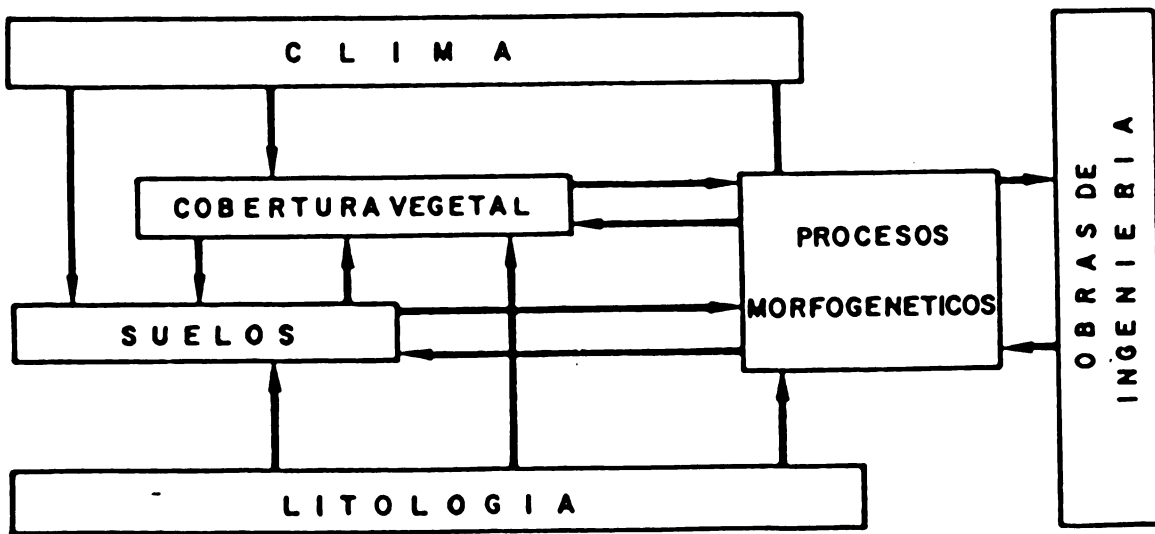 CLIMA
COBERTURA VEGETAL
PROCESOS
MORFOGENETICOS
SUELOS
LITOLOGIA
OBRAS DE
INGENIERIA